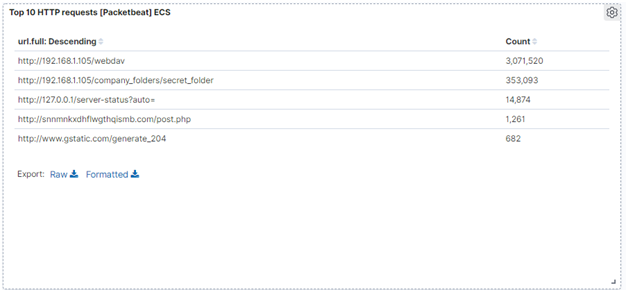 Top 10 HTTP requests [Packetbeat] ECS
url.full: Descending Count
http://192.168.1.105/webdav 3,071,520
http://192.168.1.105/company_folders/secret_folder 353,093
http://127.0.0.1/server-status?auto= 14,874
http://snnmnkxdhflwgthqismb.com/post.php 1,261
http://www.gstatic.com/generate_204 682
Export: Raw Formatted